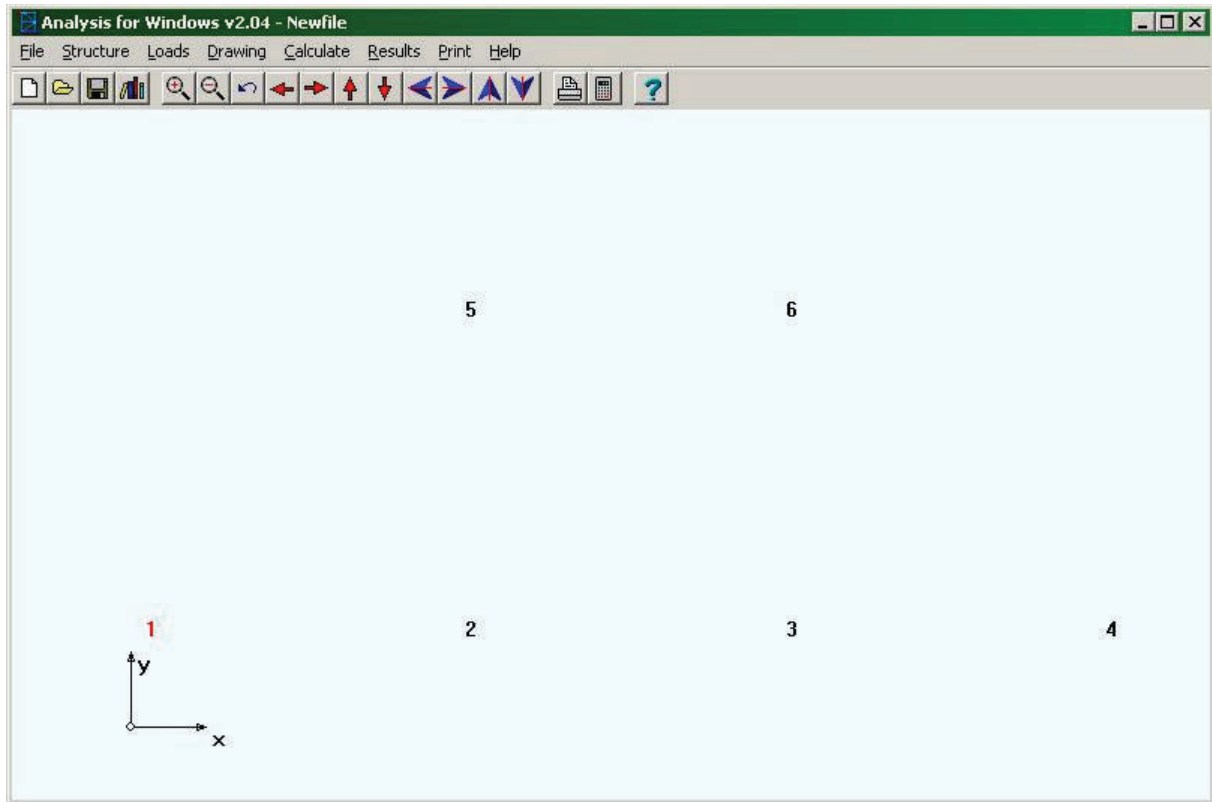 Analysis for Windows v2.04 - Newfile
File Structure Loads Drawing Calculate Results Print Help
?
5 6
1 2 3 4
y
x